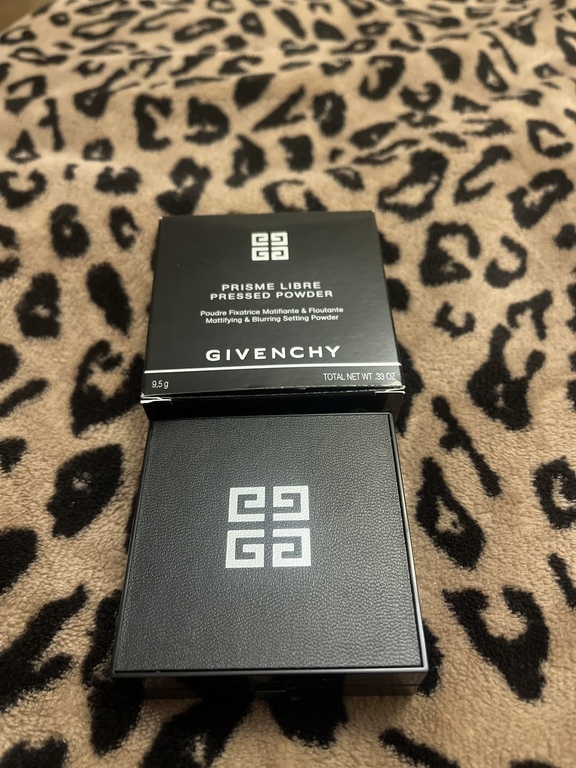 PRISME LIBRE
PRESSED POWDER
Poudre Fixatrice Matifiante & Floutante
Mattifying & Blurring Setting Powder
GIVENCHY
9,5 g TOTAL NET WT .33 OZ.